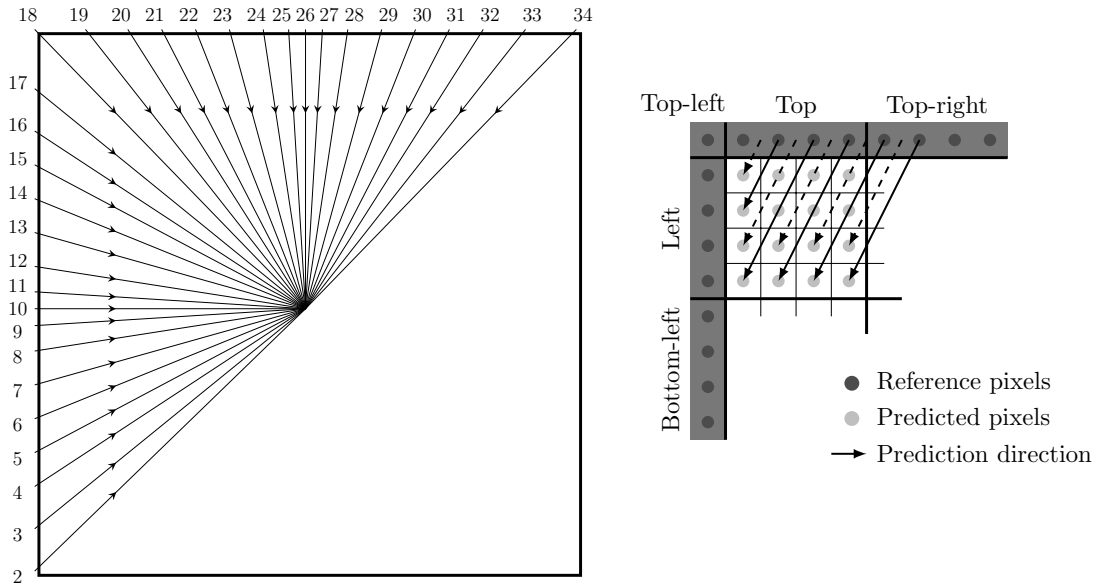 18 19 20 21 22 23 24 25 26 27 28 29 30 31 32 33 34
17
16
15
14
13
12
11
10
9
8
7
6
5
4
3
2
Top-left Top Top-right
Left
Bottom-left
Reference pixels
Predicted pixels
Prediction direction